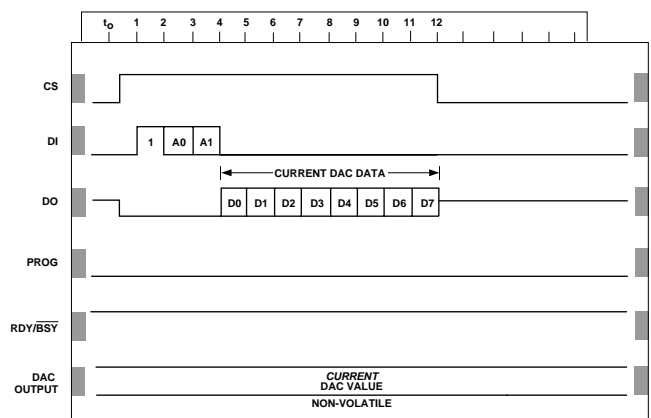 to 1 2 3 4 5 6 7 8 9 10 11 12
CS
DI 1 A0 A1
CURRENT DAC DATA
DO D0 D1 D2 D3 D4 D5 D6 D7
PROG
RDY/BSY
DAC OUTPUT
CURRENT
DAC VALUE
NON-VOLATILE